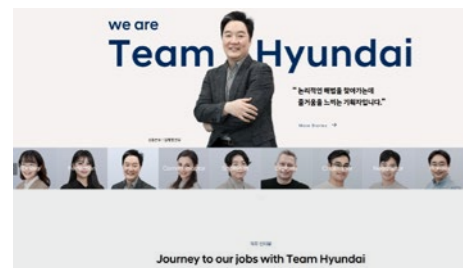 we are
Team Hyundai
“ 논리적인 해법을 찾아가는데
즐거움을 느끼는 기획자입니다.”
More Stories →
Journey to our jobs with Team Hyundai